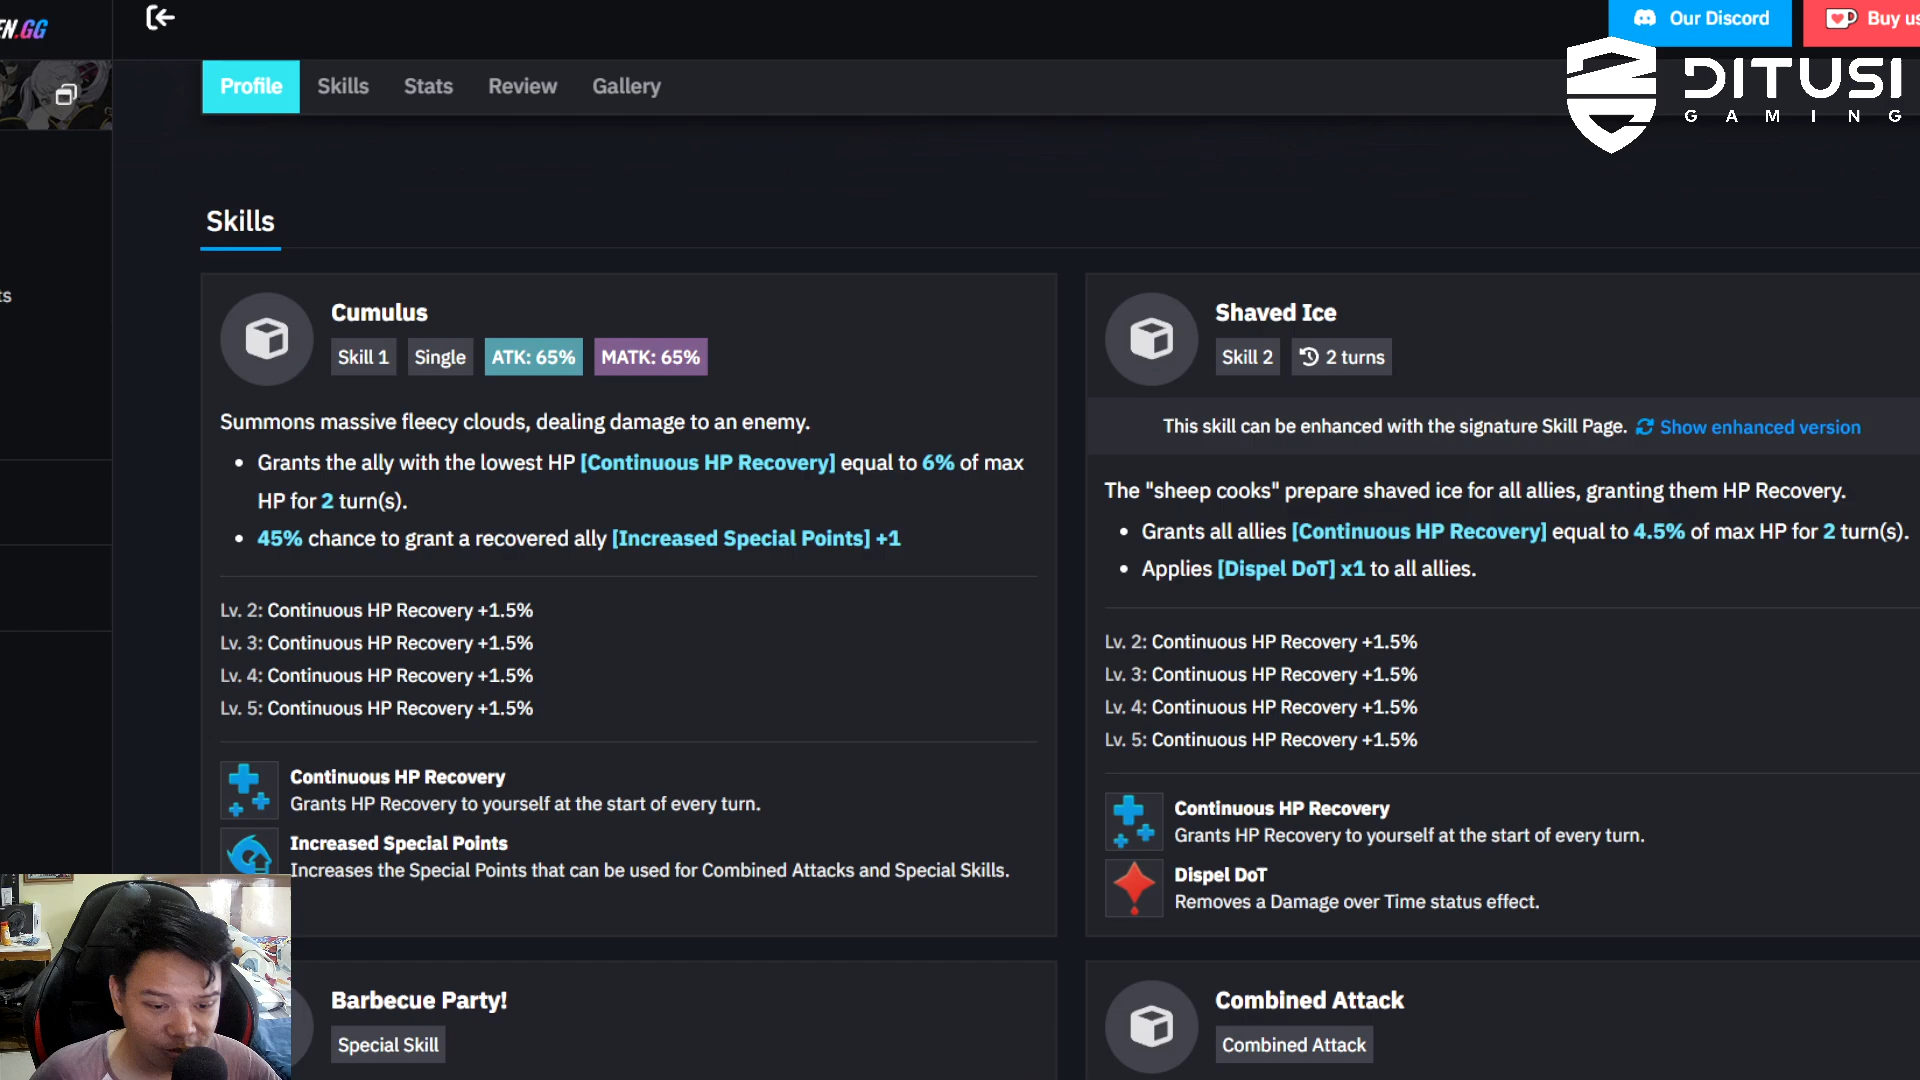 EN.GG
Our Discord
Buy us
DITUSI
GAMING
Profile
Skills
Stats
Review
Gallery
ts
Skills
Cumulus
Skill 1
Single
ATK: 65%
MATK: 65%
Summons massive fleecy clouds, dealing damage to an enemy.
Grants the ally with the lowest HP [Continuous HP Recovery] equal to 6% of max
HP for 2 turn(s).
45% chance to grant a recovered ally [Increased Special Points] +1
Lv. 2: Continuous HP Recovery +1.5%
Lv. 3: Continuous HP Recovery +1.5%
Lv. 4: Continuous HP Recovery +1.5%
Lv. 5: Continuous HP Recovery +1.5%
Continuous HP Recovery
Grants HP Recovery to yourself at the start of every turn.
Increased Special Points
Increases the Special Points that can be used for Combined Attacks and Special Skills.
Shaved Ice
Skill 2
2 turns
This skill can be enhanced with the signature Skill Page. Show enhanced version
The "sheep cooks" prepare shaved ice for all allies, granting them HP Recovery.
Grants all allies [Continuous HP Recovery] equal to 4.5% of max HP for 2 turn(s).
Applies [Dispel DoT] x1 to all allies.
Lv. 2: Continuous HP Recovery +1.5%
Lv. 3: Continuous HP Recovery +1.5%
Lv. 4: Continuous HP Recovery +1.5%
Lv. 5: Continuous HP Recovery +1.5%
Continuous HP Recovery
Grants HP Recovery to yourself at the start of every turn.
Dispel DoT
Removes a Damage over Time status effect.
Barbecue Party!
Special Skill
Combined Attack
Combined Attack